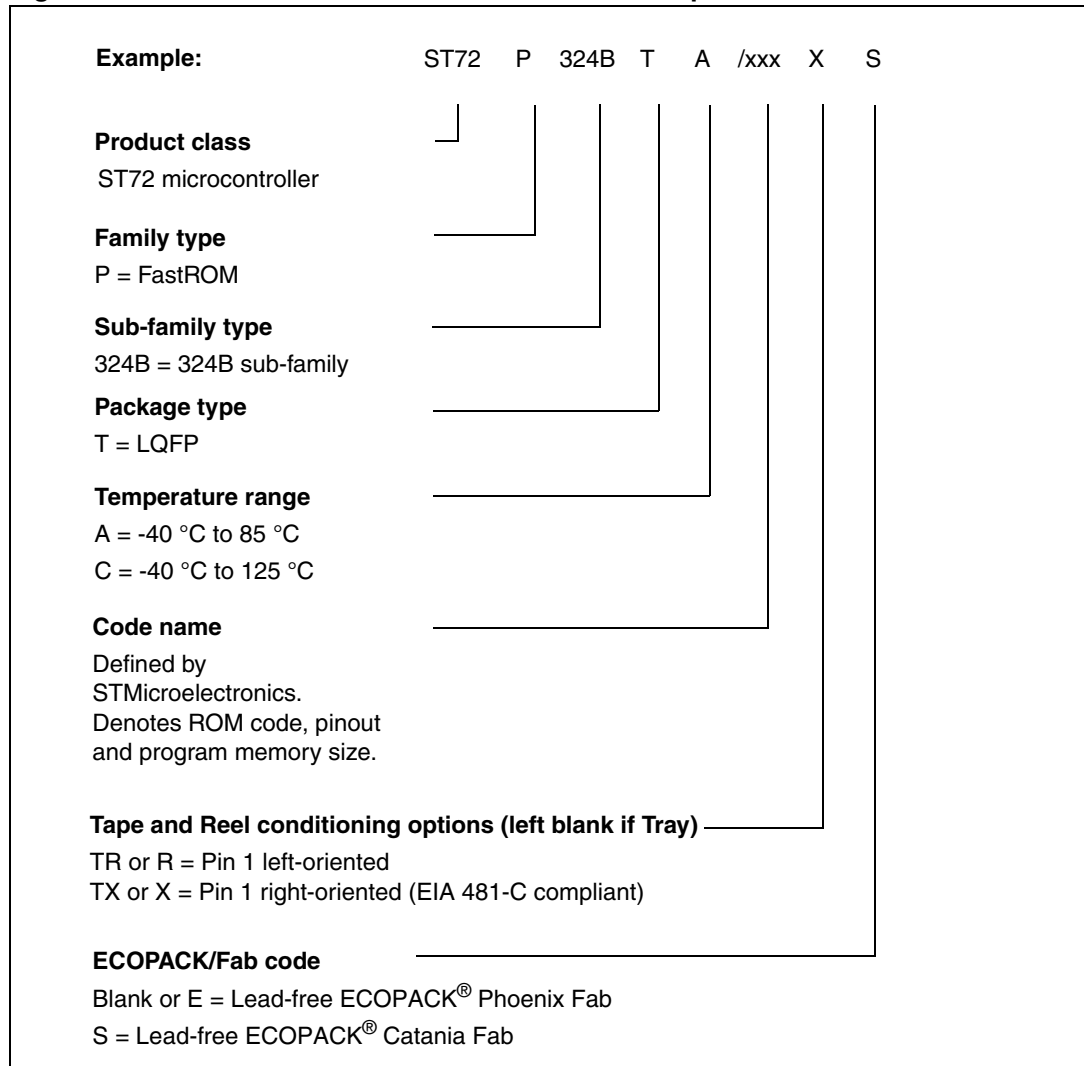 Example: ST72 P 324B T A /xxx X S
Product class
ST72 microcontroller
Family type
P = FastROM
Sub-family type
324B = 324B sub-family
Package type
T = LQFP
Temperature range
A = -40 °C to 85 °C
C = -40 °C to 125 °C
Code name
Defined by
STMicroelectronics.
Denotes ROM code, pinout
and program memory size.
Tape and Reel conditioning options (left blank if Tray)
TR or R = Pin 1 left-oriented
TX or X = Pin 1 right-oriented (EIA 481-C compliant)
ECOPACK/Fab code
Blank or E = Lead-free ECOPACK® Phoenix Fab
S = Lead-free ECOPACK® Catania Fab